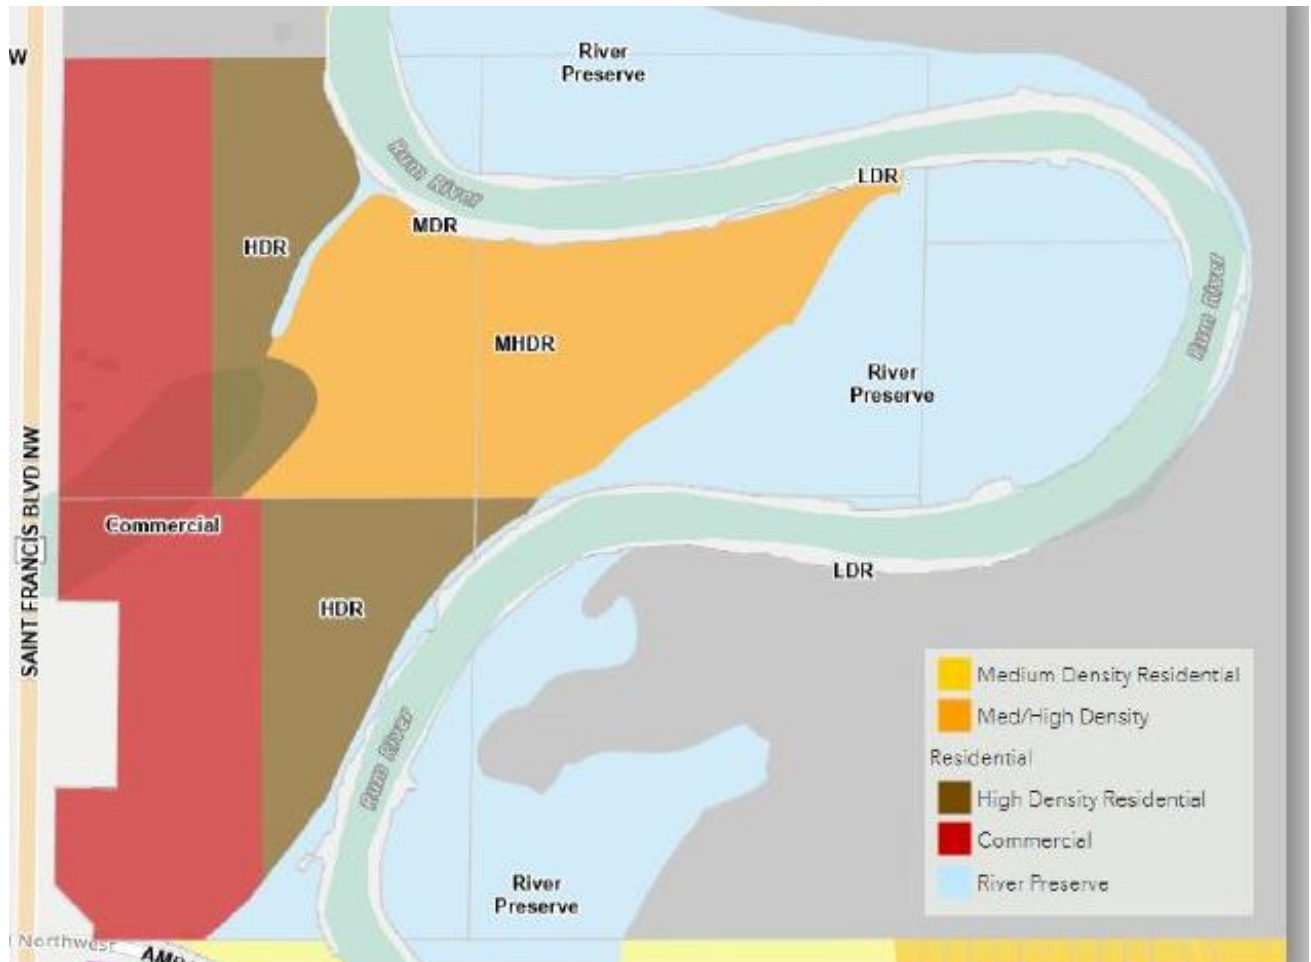 W
River
Preserve
Rum River
LDR
MDR
HDR
MHDR
Rum River
River
Preserve
SAINT FRANCIS BLVD NW
Commercial
LDR
HDR
Medium Density Residential
Med/High Density
Residential
High Density Residential
Commercial
River Preserve
Rum River
River
Preserve
Northwest